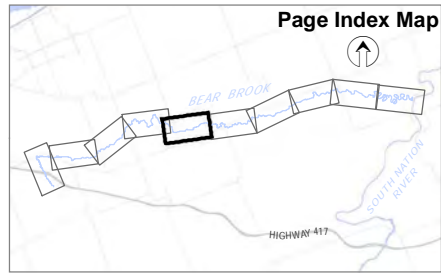 Page Index Map
BEAR BROOK
SOUTH NATION
RIVER
HIGHWAY 417